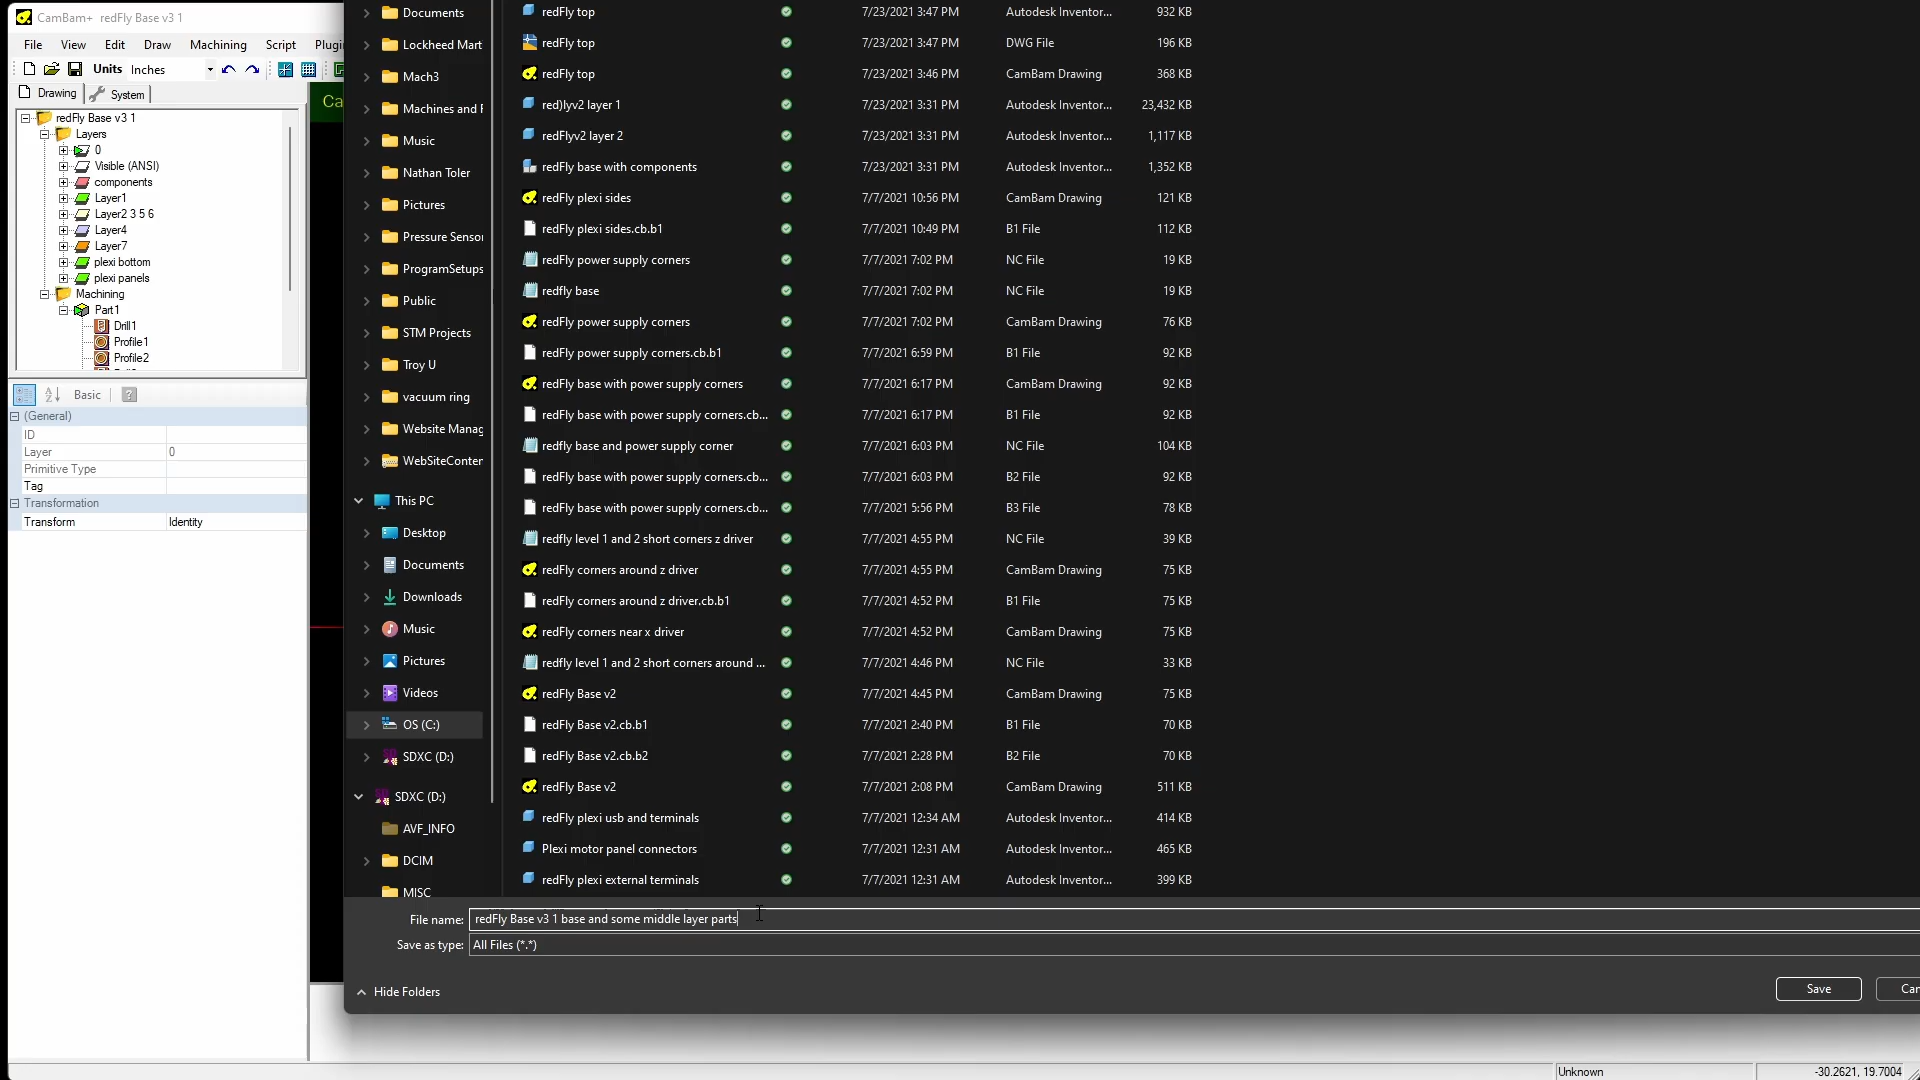 CamBam+ redFly Base v3 1
File View Edit Draw Machining Script Plugi
Units Inches
Drawing System
redFly Base v3 1
Layers
0
Visible (ANSI)
components
Layer1
Layer2 3 5 6
Layer4
Layer7
plexi bottom
plexi panels
Machining
Part1
Drill1
Profile1
Profile2
Basic
(General)
ID
Layer 0
Primitive Type
Tag
Transformation
Transform Identity
Ca
Documents
Lockheed Mart
Mach3
Machines and F
Music
Nathan Toler
Pictures
Pressure Sensor
ProgramSetups
Public
STM Projects
Troy U
vacuum ring
Website Manag
WebSiteConten
This PC
Desktop
Documents
Downloads
Music
Pictures
Videos
OS (C:)
SDXC (D:)
SDXC (D:)
AVF_INFO
DCIM
MISC
redFly top 7/23/2021 3:47 PM Autodesk Inventor... 932 KB
redFly top 7/23/2021 3:47 PM DWG File 196 KB
redFly top 7/23/2021 3:46 PM CamBam Drawing 368 KB
red)lyv2 layer 1 7/23/2021 3:31 PM Autodesk Inventor... 23,432 KB
redFlyv2 layer 2 7/23/2021 3:31 PM Autodesk Inventor... 1,117 KB
redFly base with components 7/23/2021 3:31 PM Autodesk Inventor... 1,352 KB
redFly plexi sides 7/7/2021 10:56 PM CamBam Drawing 121 KB
redFly plexi sides.cb.b1 7/7/2021 10:49 PM B1 File 112 KB
redFly power supply corners 7/7/2021 7:02 PM NC File 19 KB
redfly base 7/7/2021 7:02 PM NC File 19 KB
redFly power supply corners 7/7/2021 7:02 PM CamBam Drawing 76 KB
redFly power supply corners.cb.b1 7/7/2021 6:59 PM B1 File 92 KB
redFly base with power supply corners 7/7/2021 6:17 PM CamBam Drawing 92 KB
redFly base with power supply corners.cb... 7/7/2021 6:17 PM B1 File 92 KB
redfly base and power supply corner 7/7/2021 6:03 PM NC File 104 KB
redFly base with power supply corners.cb... 7/7/2021 6:03 PM B2 File 92 KB
redFly base with power supply corners.cb... 7/7/2021 5:56 PM B3 File 78 KB
redfly level 1 and 2 short corners z driver 7/7/2021 4:55 PM NC File 39 KB
redFly corners around z driver 7/7/2021 4:55 PM CamBam Drawing 75 KB
redFly corners around z driver.cb.b1 7/7/2021 4:52 PM B1 File 75 KB
redFly corners near x driver 7/7/2021 4:52 PM CamBam Drawing 75 KB
redfly level 1 and 2 short corners around ... 7/7/2021 4:46 PM NC File 33 KB
redFly Base v2 7/7/2021 4:45 PM CamBam Drawing 75 KB
redFly Base v2.cb.b1 7/7/2021 2:40 PM B1 File 70 KB
redFly Base v2.cb.b2 7/7/2021 2:28 PM B2 File 70 KB
redFly Base v2 7/7/2021 2:08 PM CamBam Drawing 511 KB
redFly plexi usb and terminals 7/7/2021 12:34 AM Autodesk Inventor... 414 KB
Plexi motor panel connectors 7/7/2021 12:31 AM Autodesk Inventor... 465 KB
redFly plexi external terminals 7/7/2021 12:31 AM Autodesk Inventor... 399 KB
File name: redFly Base v3 1 base and some middle layer parts
Save as type: All Files (*.*)
Hide Folders
Save Can
Unknown -30.2621, 19.7004